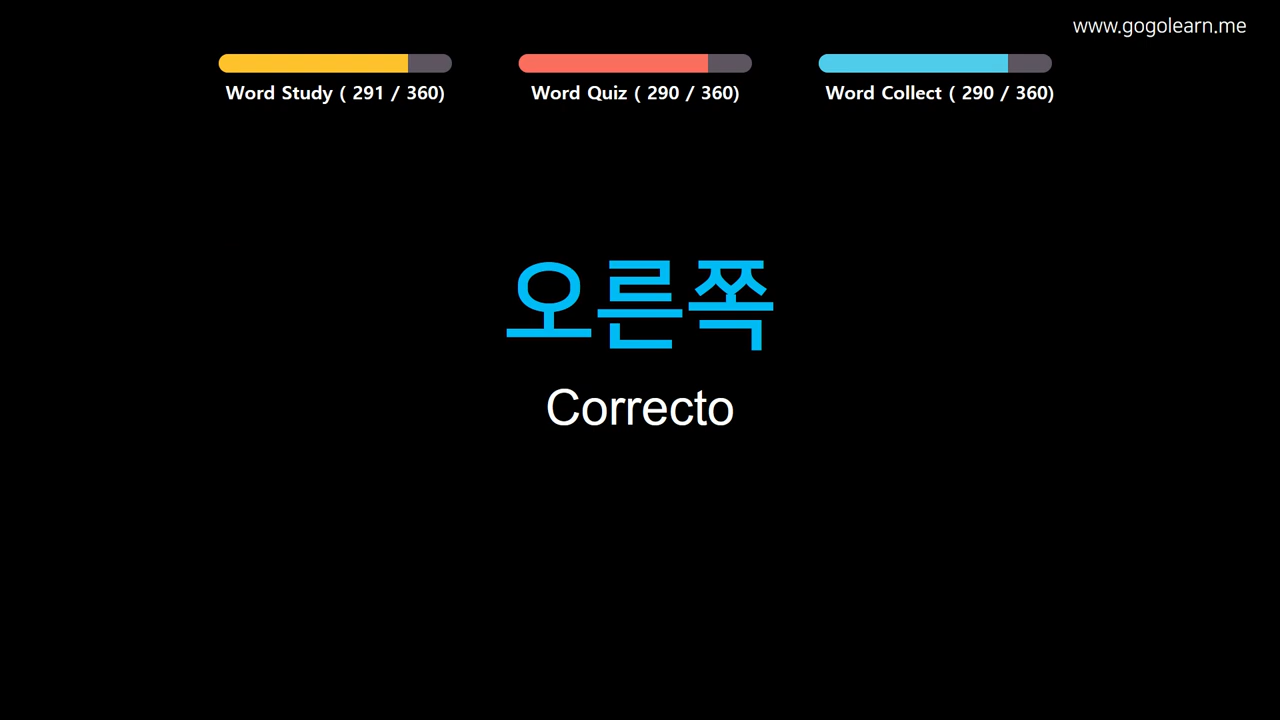 www.gogolearn.me
Word Study ( 291 / 360)
Word Quiz ( 290 / 360)
Word Collect ( 290 / 360)
오른쪽
Correcto